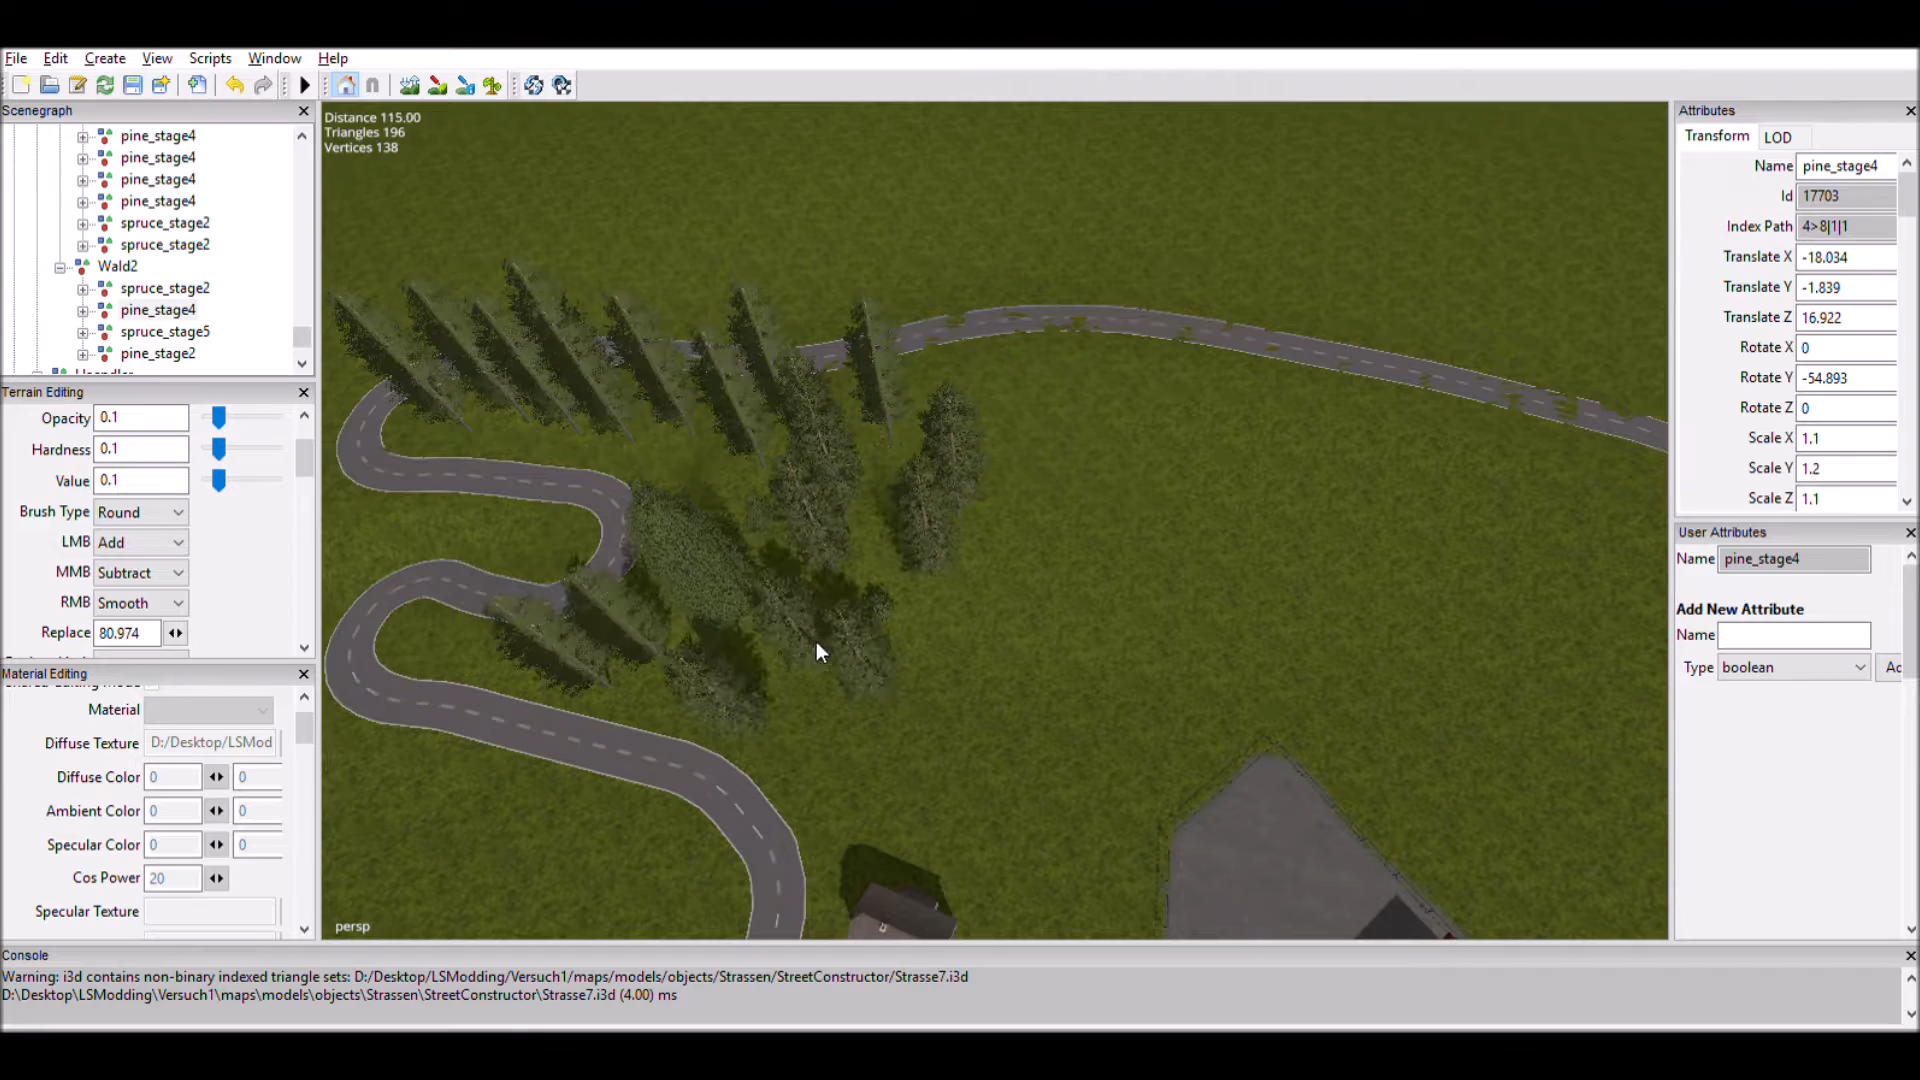 File Edit Create View Scripts Window Help
Scenegraph
pine_stage4
pine_stage4
pine_stage4
pine_stage4
spruce_stage2
spruce_stage2
Wald2
spruce_stage2
pine_stage4
spruce_stage5
pine_stage2
Terrain Editing
Opacity 0.1
Hardness 0.1
Value 0.1
Brush Type Round
LMB Add
MMB Subtract
RMB Smooth
Replace 80.974
Material Editing
Material
Diffuse Texture D:/Desktop/LSMod
Diffuse Color 0 0
Ambient Color 0 0
Specular Color 0 0
Cos Power 20
Specular Texture
Distance 115.00
Triangles 196
Vertices 138
persp
Attributes
Transform LOD
Name pine_stage4
Id 17703
Index Path 4>8|1|1
Translate X -18.034
Translate Y -1.839
Translate Z 16.922
Rotate X 0
Rotate Y -54.893
Rotate Z 0
Scale X 1.1
Scale Y 1.2
Scale Z 1.1
User Attributes
Name pine_stage4
Add New Attribute
Name
Type boolean Ac
Console
Warning: i3d contains non-binary indexed triangle sets: D:/Desktop/LSModding/Versuch1/maps/models/objects/Strassen/StreetConstructor/Strasse7.i3d
D:\Desktop\LSModding\Versuch1\maps\models\objects\Strassen\StreetConstructor\Strasse7.i3d (4.00) ms